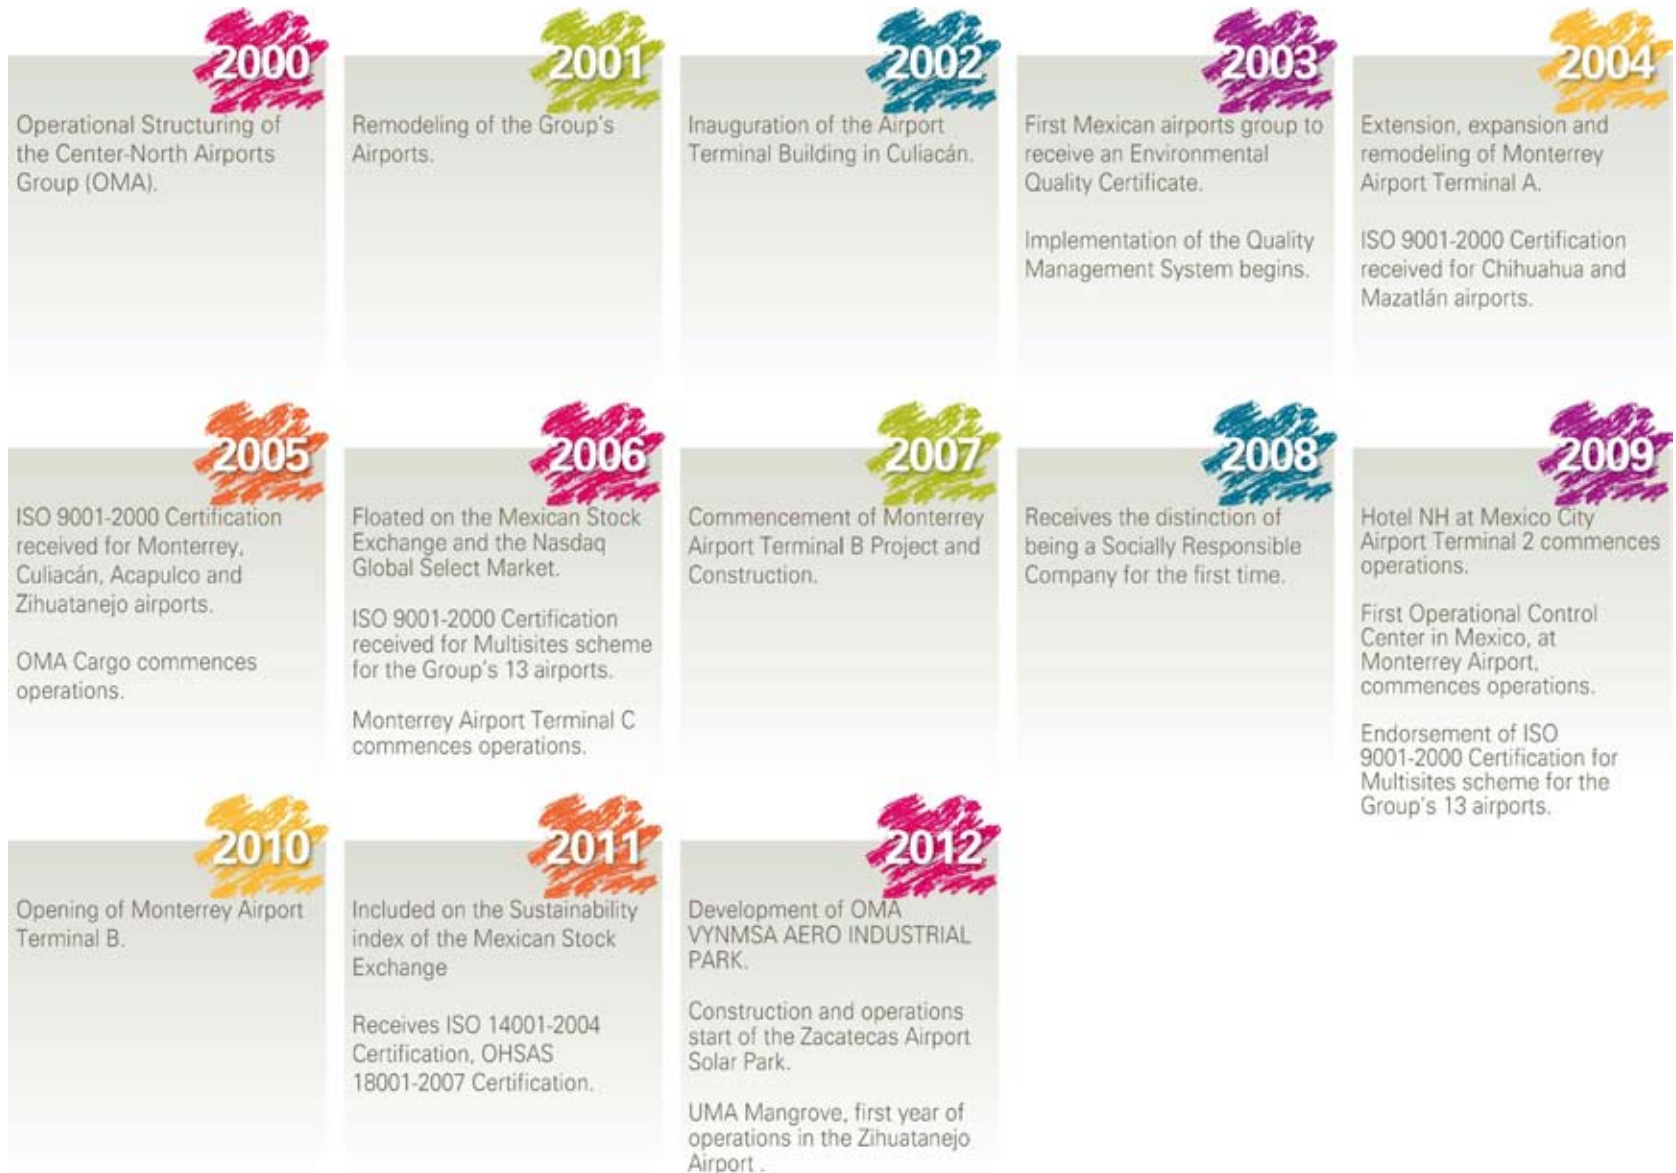 2000
Operational Structuring of
the Center-North Airports
Group (OMA).
2001
Remodeling of the Group's
Airports.
2002
Inauguration of the Airport
Terminal Building in Culiacán.
2003
First Mexican airports group to
receive an Environmental
Quality Certificate.
Implementation of the Quality
Management System begins.
2004
Extension, expansion and
remodeling of Monterrey
Airport Terminal A.
ISO 9001-2000 Certification
received for Chihuahua and
Mazatlán airports.
2005
ISO 9001-2000 Certification
received for Monterrey,
Culiacán, Acapulco and
Zihuatanejo airports.
OMA Cargo commences
operations.
2006
Floated on the Mexican Stock
Exchange and the Nasdaq
Global Select Market.
ISO 9001-2000 Certification
received for Multisites scheme
for the Group's 13 airports.
Monterrey Airport Terminal C
commences operations.
2007
Commencement of Monterrey
Airport Terminal B Project and
Construction.
2008
Receives the distinction of
being a Socially Responsible
Company for the first time.
2009
Hotel NH at Mexico City
Airport Terminal 2 commences
operations.
First Operational Control
Center in Mexico, at
Monterrey Airport,
commences operations.
Endorsement of ISO
9001-2000 Certification for
Multisites scheme for the
Group's 13 airports.
2010
Opening of Monterrey Airport
Terminal B.
2011
Included on the Sustainability
index of the Mexican Stock
Exchange
Receives ISO 14001-2004
Certification, OHSAS
18001-2007 Certification.
2012
Development of OMA
VYNMSA AERO INDUSTRIAL
PARK.
Construction and operations
start of the Zacatecas Airport
Solar Park.
UMA Mangrove, first year of
operations in the Zihuatanejo
Airport .